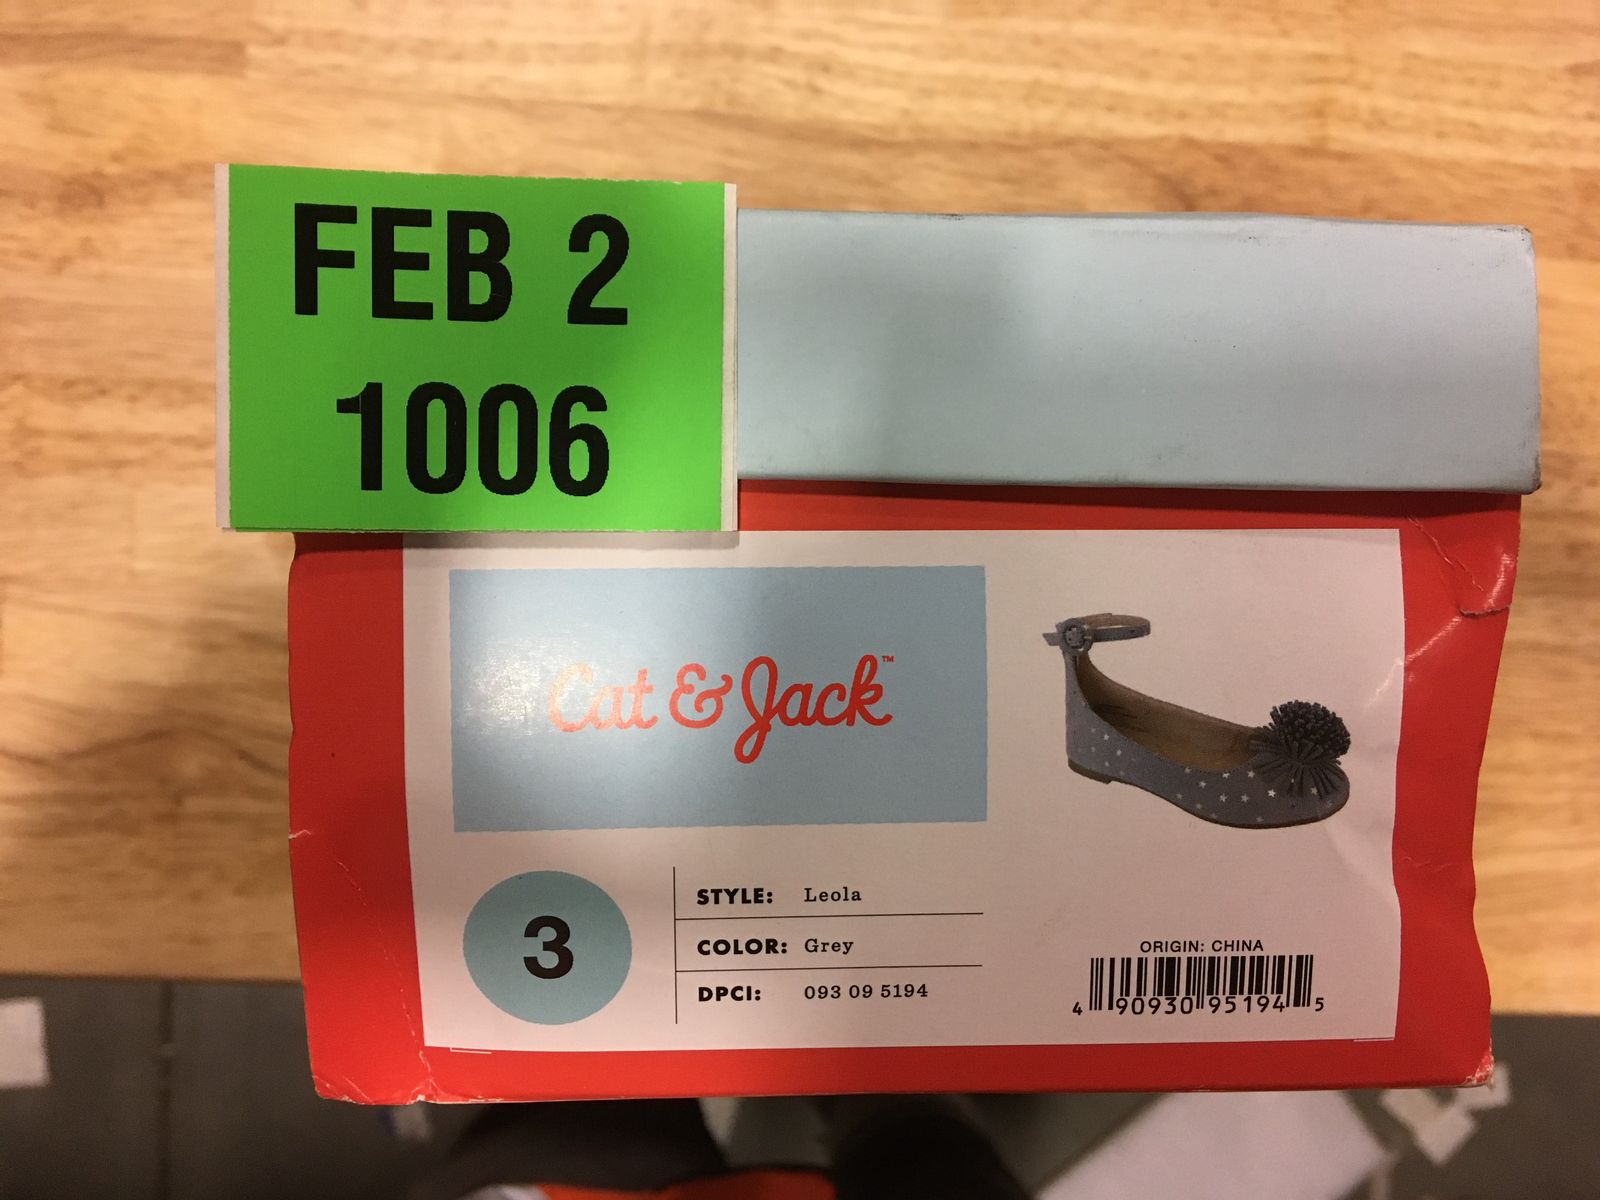 FEB 2
1006
Cat & Jack™
3
STYLE: Leola
COLOR: Grey
DPCI: 093 09 5194
ORIGIN: CHINA
4 90930 95194 5